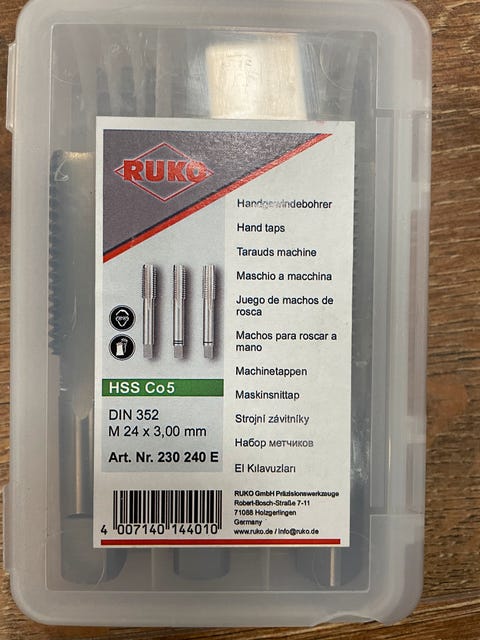 RUKO
Handgewindebohrer
Hand taps
Tarauds machine
Maschio a macchina
Juego de machos de
rosca
Machos para roscar a
mano
Machinetappen
Maskinsnittap
Strojní závitníky
Набор метчиков
El Kılavuzları
HSS Co5
DIN 352
M 24 x 3,00 mm
Art. Nr. 230 240 E
4 007140 144010
RUKO GmbH Präzisionswerkzeuge
Robert-Bosch-Straße 7-11
71088 Holzgerlingen
Germany
www.ruko.de / info@ruko.de